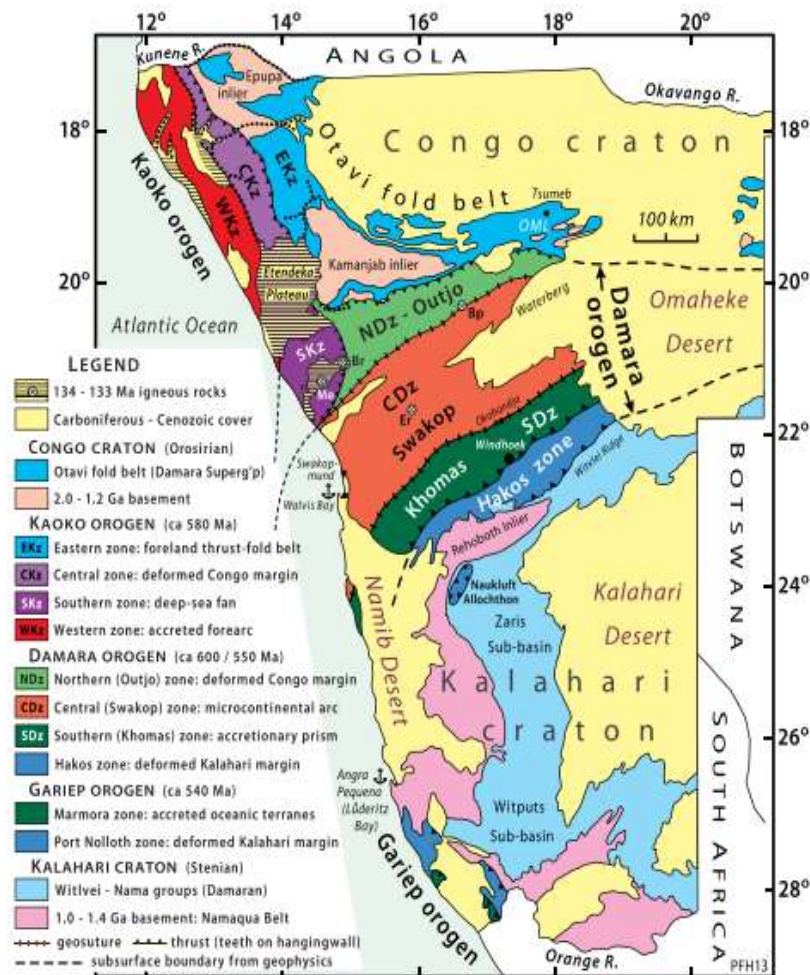 12° 14° 16° 18° 20°
Kunene R.
ANGOLA
Epupa
inlier
Okavango R.
18°
Otavi fold belt
Congo craton
Kaoko orogen
CKz
EKz
WKz
Tsumeb
OML
100 km
20°
Etendeka
Plateau
Kamanjab inlier
NDz - Outjo
Bp
Waterberg
Damara
orogen
Omaheke
Desert
Atlantic Ocean
SKz
Br
Me
CDz
Er
Swakop
Okahandja
SDz
Windhoek
Khomas
Hakos zone
Witvlei Ridge
22°
Swakop-
mund
Walvis Bay
Rehoboth Inlier
BOTSWANA
Naukluft
Allochthon
24°
Namib Desert
Zaris
Sub-basin
Kalahari
Desert
Kalahari
craton
26°
SOUTH AFRICA
Angra
Pequena
(Lüderitz
Bay)
Witputs
Sub-basin
Gariep orogen
28°
Orange R.
PFH13
LEGEND
134 - 133 Ma igneous rocks
Carboniferous - Cenozoic cover
CONGO CRATON (Orosirian)
Otavi fold belt (Damara Superg'p)
2.0 - 1.2 Ga basement
KAOKO OROGEN (ca 580 Ma)
EKz Eastern zone: foreland thrust-fold belt
CKz Central zone: deformed Congo margin
SKz Southern zone: deep-sea fan
WKz Western zone: accreted forearc
DAMARA OROGEN (ca 600 / 550 Ma)
NDz Northern (Outjo) zone: deformed Congo margin
CDz Central (Swakop) zone: microcontinental arc
SDz Southern (Khomas) zone: accretionary prism
Hakos zone: deformed Kalahari margin
GARIEP OROGEN (ca 540 Ma)
Marmora zone: accreted oceanic terranes
Port Nolloth zone: deformed Kalahari margin
KALAHARI CRATON (Stenian)
Witlvei - Nama groups (Damaran)
1.0 - 1.4 Ga basement: Namaqua Belt
geosuture thrust (teeth on hangingwall)
subsurface boundary from geophysics